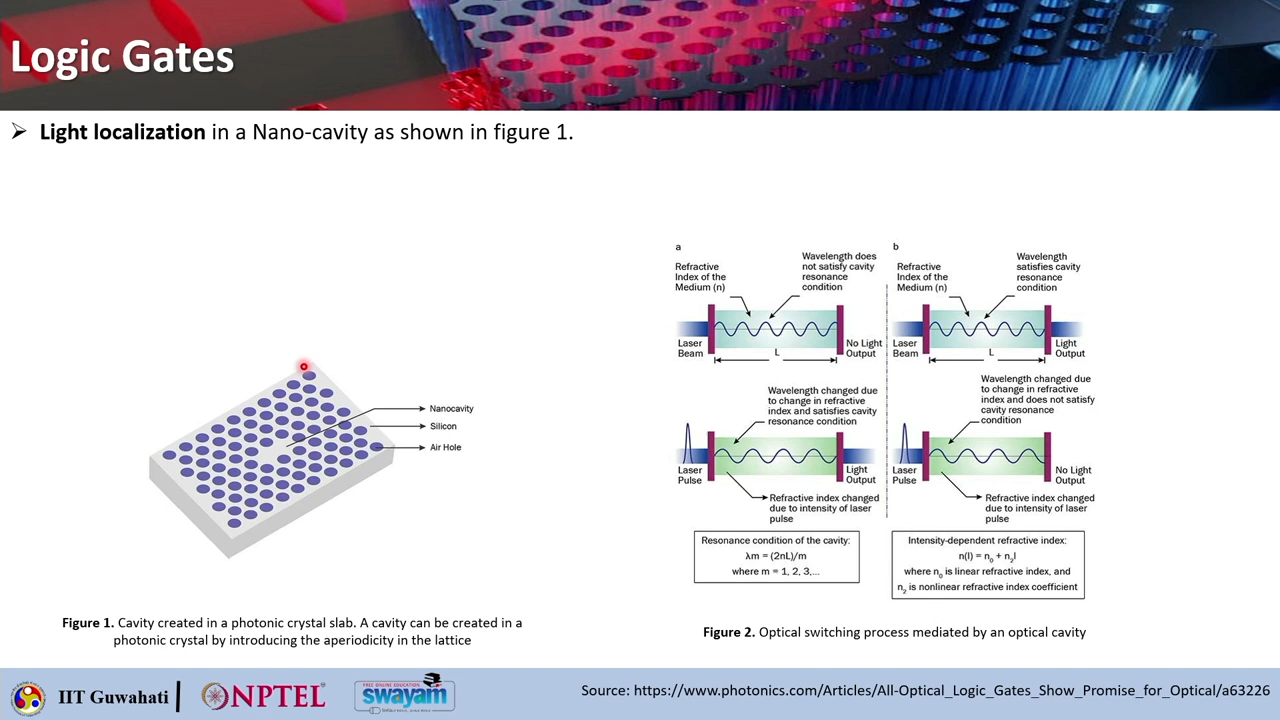 Logic Gates
➢ Light localization in a Nano-cavity as shown in figure 1.
Nanocavity
Silicon
Air Hole
Figure 1. Cavity created in a photonic crystal slab. A cavity can be created in a
photonic crystal by introducing the aperiodicity in the lattice
a
Refractive
Index of the
Medium (n)
Wavelength does
not satisfy cavity
resonance
condition
Laser
Beam
L
No Light
Output
Wavelength changed due
to change in refractive
index and satisfies cavity
resonance condition
Laser
Pulse
Light
Output
Refractive index changed
due to intensity of laser
pulse
Resonance condition of the cavity:
λm = (2nL)/m
where m = 1, 2, 3,...
b
Refractive
Index of the
Medium (n)
Wavelength
satisfies cavity
resonance
condition
Laser
Beam
L
Light
Output
Wavelength changed due
to change in refractive
index and does not satisfy
cavity resonance
condition
Laser
Pulse
No Light
Output
Refractive index changed
due to intensity of laser
pulse
Intensity-dependent refractive index:
n(I) = n₀ + n₂I
where n₀ is linear refractive index, and
n₂ is nonlinear refractive index coefficient
Figure 2. Optical switching process mediated by an optical cavity
IIT Guwahati
NPTEL
FREE ONLINE EDUCATION
swayam
Source: https://www.photonics.com/Articles/All-Optical_Logic_Gates_Show_Promise_for_Optical/a63226